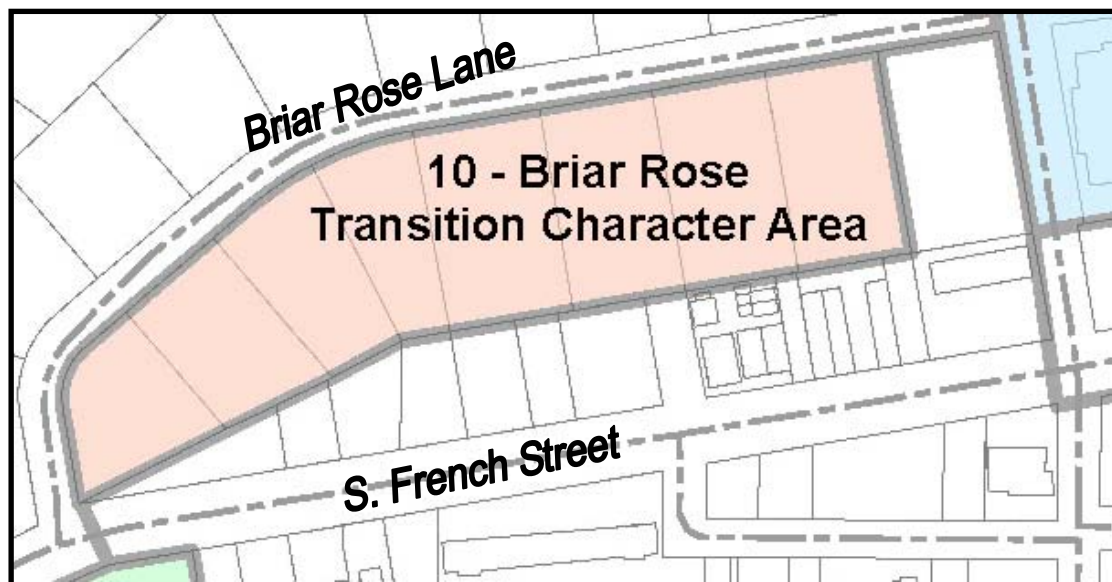 Briar Rose Lane
10 - Briar Rose
Transition Character Area
S. French Street